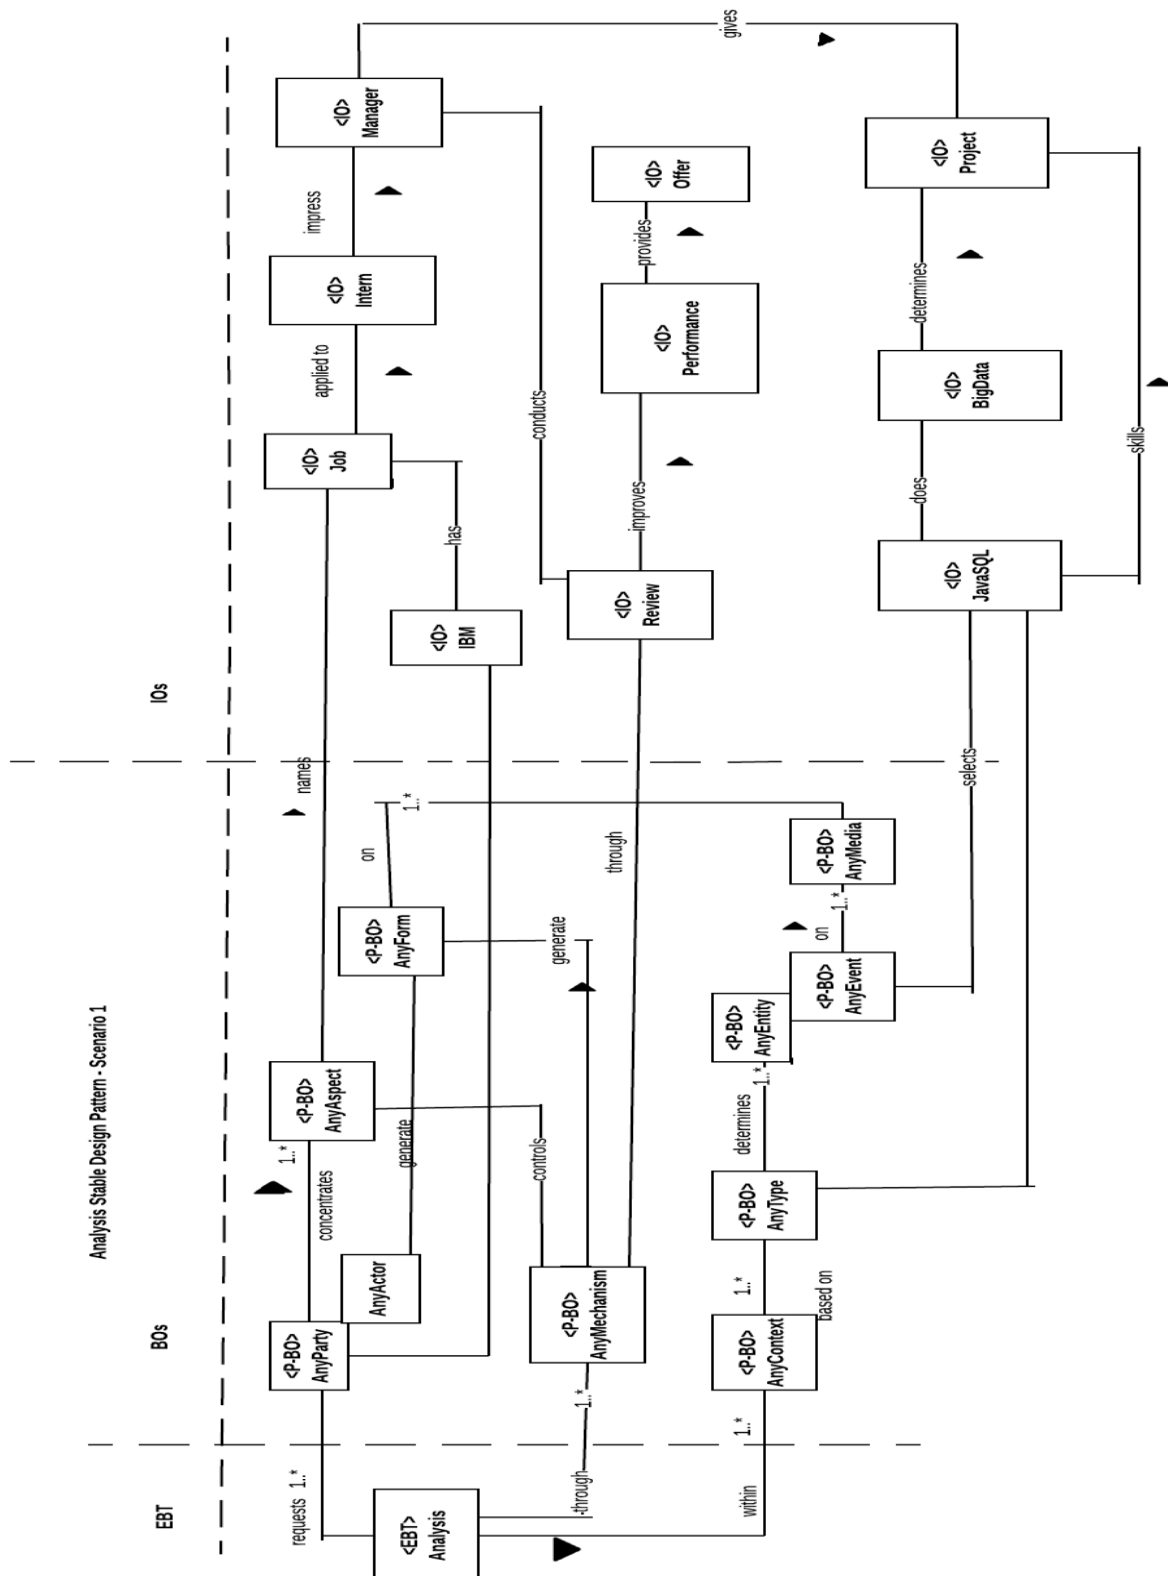 Analysis Stable Design Pattern - Scenario 1
EBT
BOs
IOs
requests
1..*
<EBT>
Analysis
through
1..*
within
1..*
<P-BO>
AnyParty
AnyActor
concentrates
1..*
<P-BO>
AnyAspect
generate
controls
<P-BO>
AnyMechanism
<P-BO>
AnyContext
based on
1..*
<P-BO>
AnyType
determines
1..*
<P-BO>
AnyEntity
<P-BO>
AnyEvent
on
1..*
<P-BO>
AnyMedia
<P-BO>
AnyForm
generate
on
1..*
names
through
selects
<IO>
Job
has
<IO>
IBM
applied to
<IO>
Intern
impress
<IO>
Manager
gives
conducts
<IO>
Review
improves
<IO>
Performance
provides
<IO>
Offer
<IO>
JavaSQL
does
<IO>
BigData
determines
<IO>
Project
skills